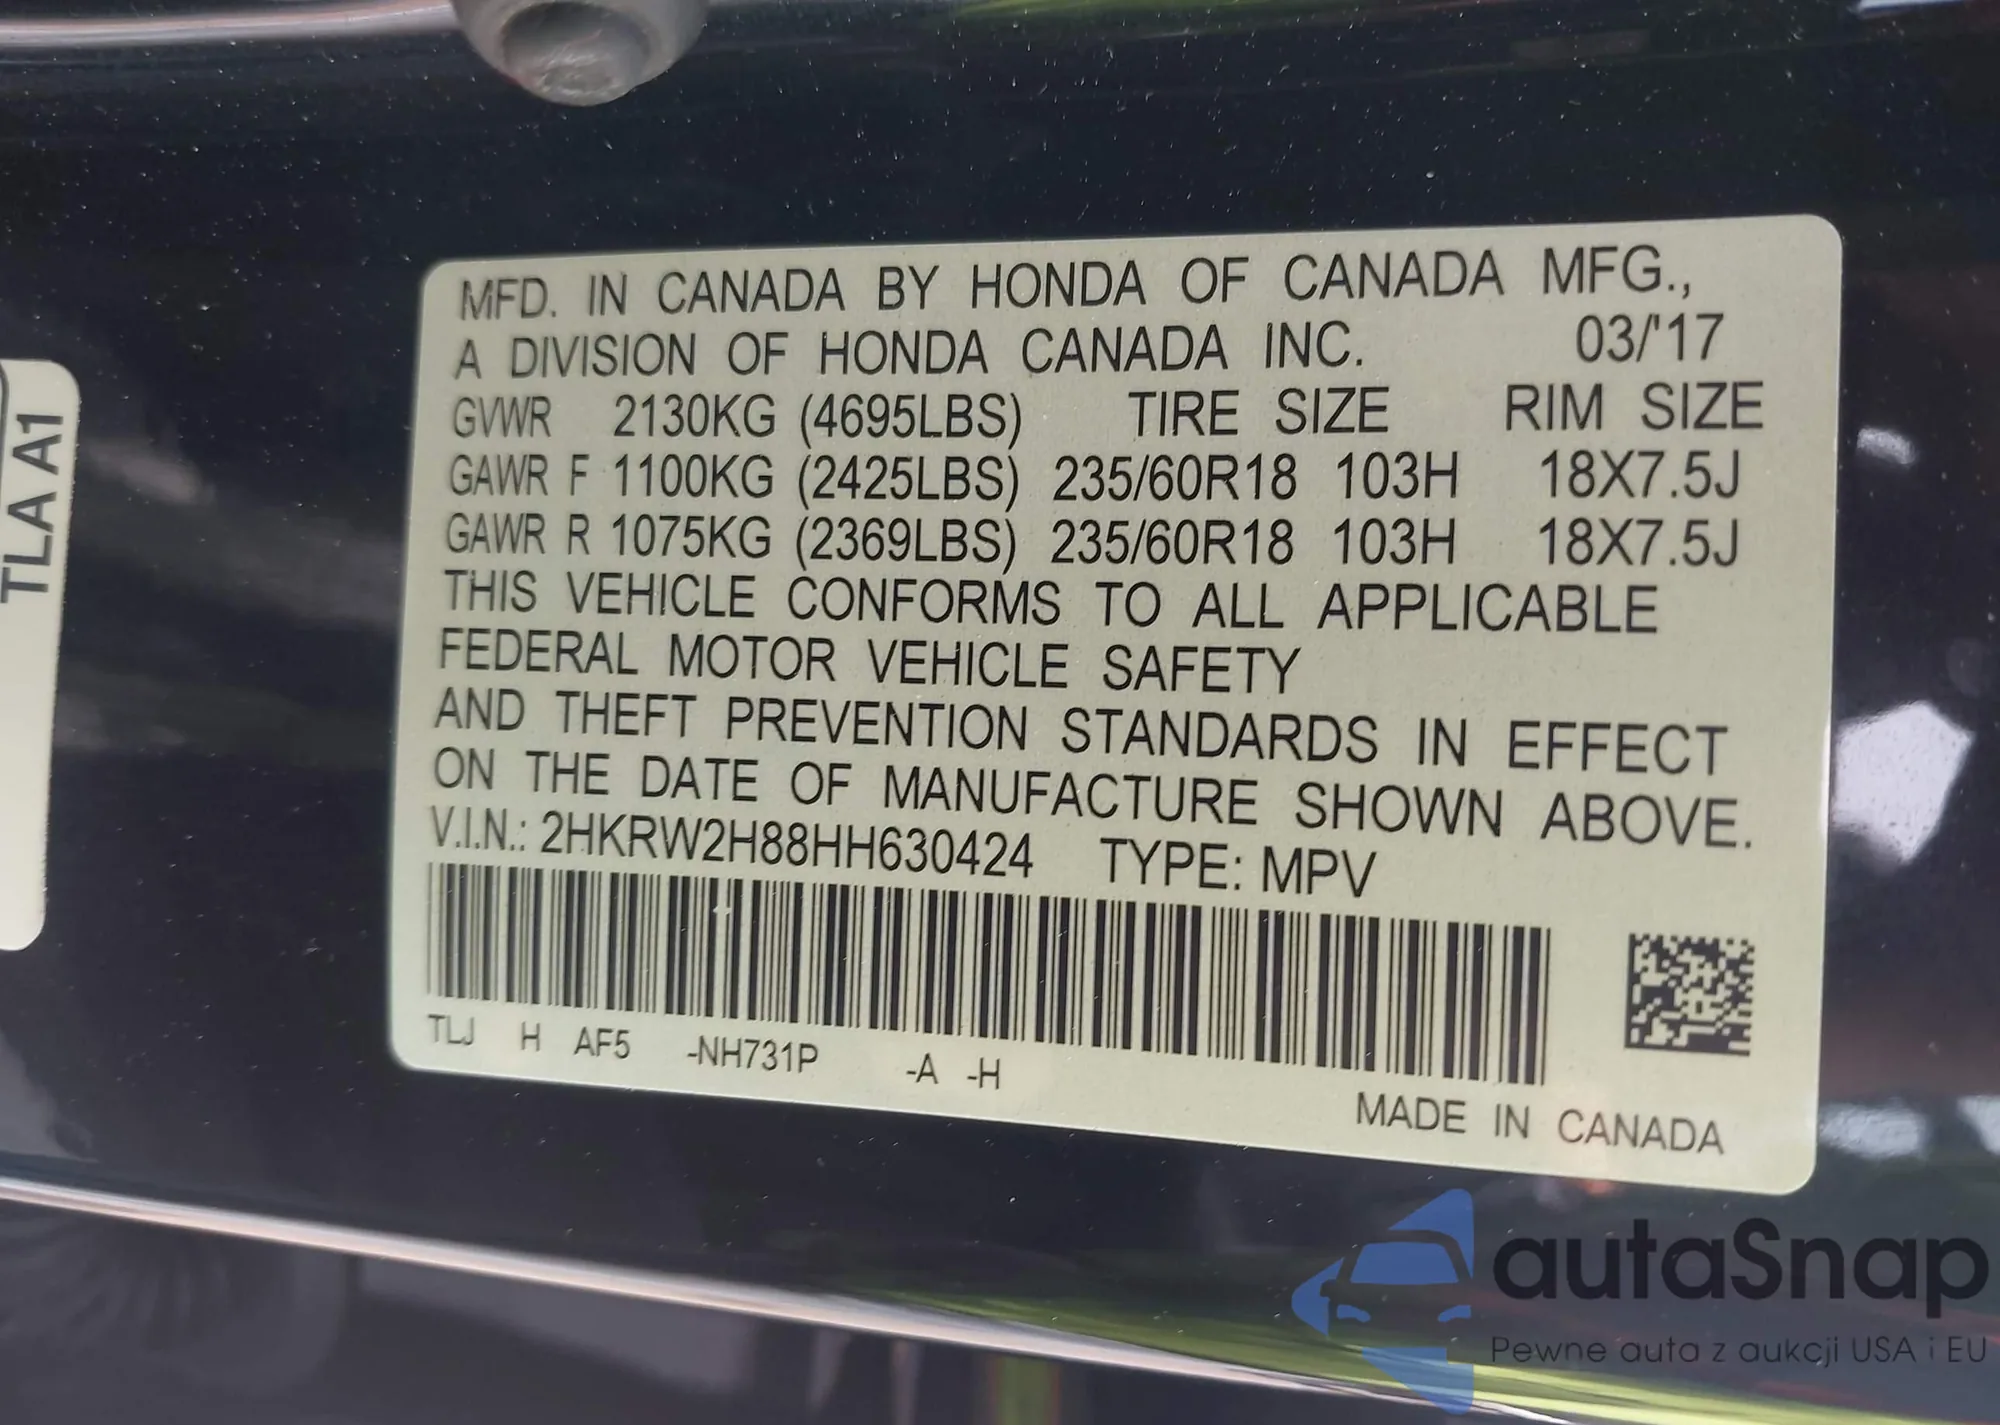 MFD. IN CANADA BY HONDA OF CANADA MFG.,
A DIVISION OF HONDA CANADA INC. 03/'17
GVWR 2130KG (4695LBS) TIRE SIZE RIM SIZE
GAWR F 1100KG (2425LBS) 235/60R18 103H 18X7.5J
GAWR R 1075KG (2369LBS) 235/60R18 103H 18X7.5J
THIS VEHICLE CONFORMS TO ALL APPLICABLE
FEDERAL MOTOR VEHICLE SAFETY
AND THEFT PREVENTION STANDARDS IN EFFECT
ON THE DATE OF MANUFACTURE SHOWN ABOVE.
V.I.N.: 2HKRW2H88HH630424 TYPE: MPV
TLJ H AF5 -NH731P -A -H
MADE IN CANADA
TLA A1
autaSnap
Pewne auta z aukcji USA i EU